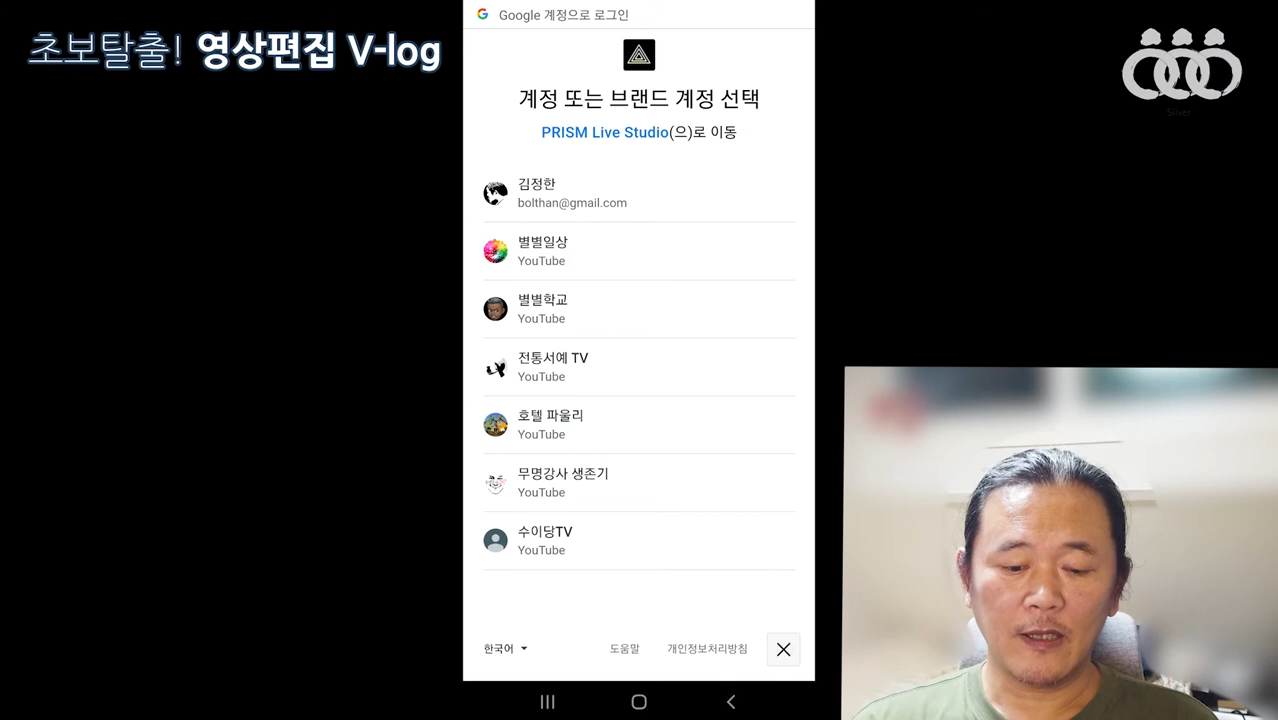 초보탈출! 영상편집 V-log
Silver
Google 계정으로 로그인
계정 또는 브랜드 계정 선택
PRISM Live Studio(으)로 이동
김정한
bolthan@gmail.com
별별일상
YouTube
별별학교
YouTube
전통서예 TV
YouTube
호텔 파울리
YouTube
무명강사 생존기
YouTube
수이당TV
YouTube
한국어
도움말
개인정보처리방침